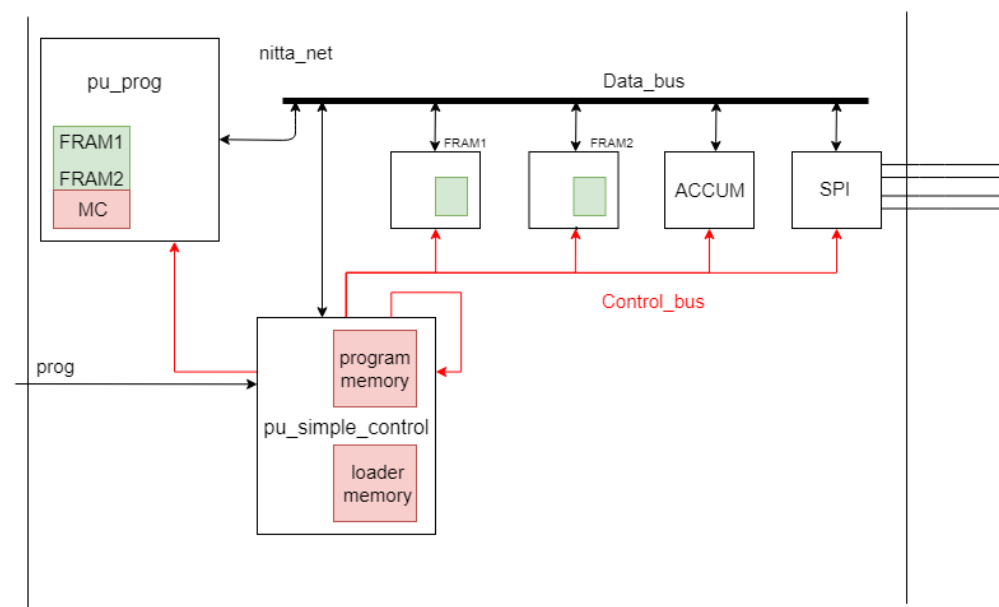 nitta_net
pu_prog
Data_bus
FRAM1
FRAM2
MC
FRAM1
FRAM2
ACCUM
SPI
Control_bus
prog
program
memory
pu_simple_control
loader
memory